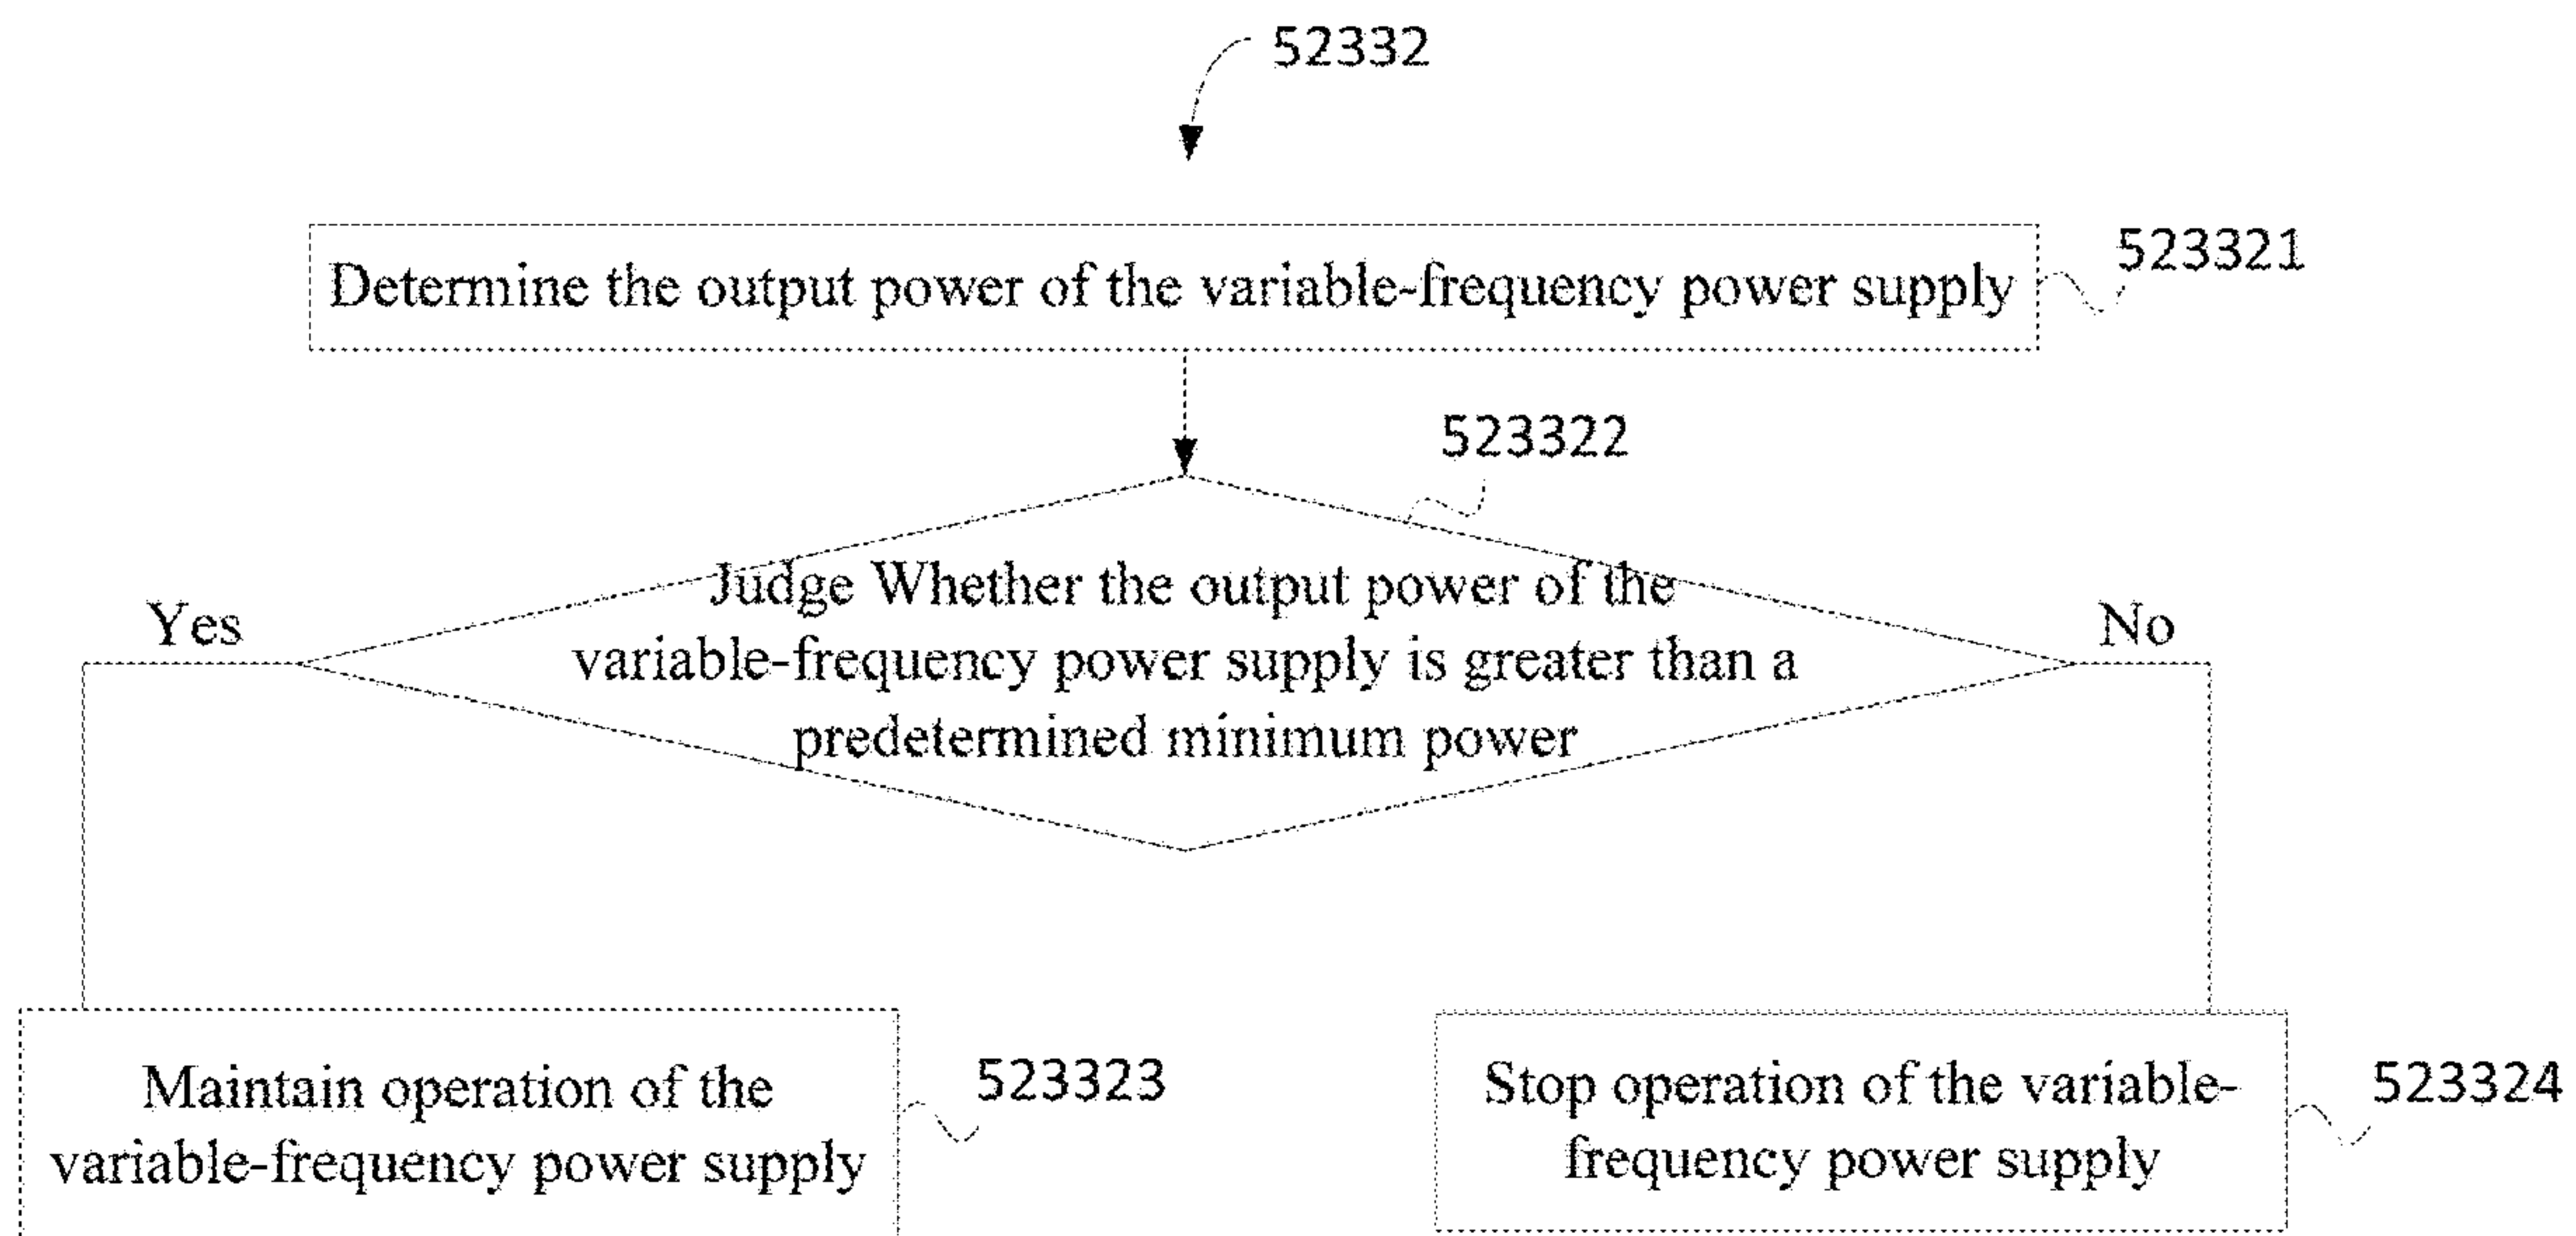 52332
Determine the output power of the variable-frequency power supply
523321
523322
Judge Whether the output power of the
variable-frequency power supply is greater than a
predetermined minimum power
Yes
No
Maintain operation of the
variable-frequency power supply
523323
Stop operation of the variable-
frequency power supply
523324